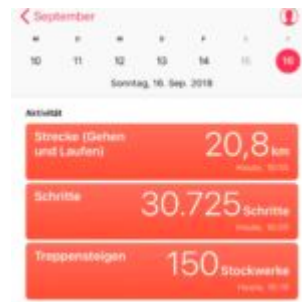 September
10 11 12 13 14 15 16
Sonntag, 16. Sep. 2018
Aktivität
Strecke (Gehen
und Laufen)
20,8 km
Schritte
30.725 Schritte
Treppensteigen
150 Stockwerke